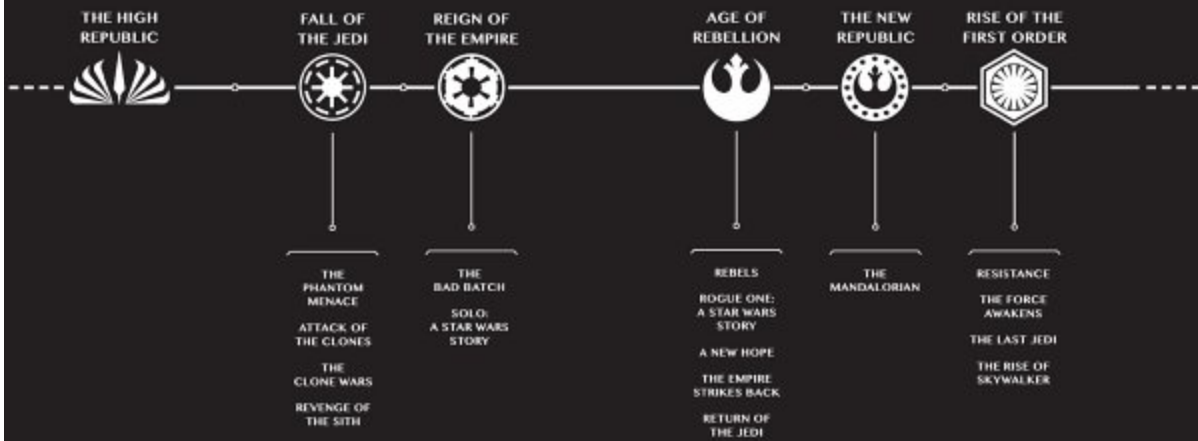 THE HIGH
REPUBLIC
FALL OF
THE JEDI
REIGN OF
THE EMPIRE
AGE OF
REBELLION
THE NEW
REPUBLIC
RISE OF THE
FIRST ORDER
THE
PHANTOM
MENACE
ATTACK OF
THE CLONES
THE
CLONE WARS
REVENGE OF
THE SITH
THE
BAD BATCH
SOLO:
A STAR WARS
STORY
REBELS
ROGUE ONE:
A STAR WARS
STORY
A NEW HOPE
THE EMPIRE
STRIKES BACK
RETURN OF
THE JEDI
THE
MANDALORIAN
RESISTANCE
THE FORCE
AWAKENS
THE LAST JEDI
THE RISE OF
SKYWALKER